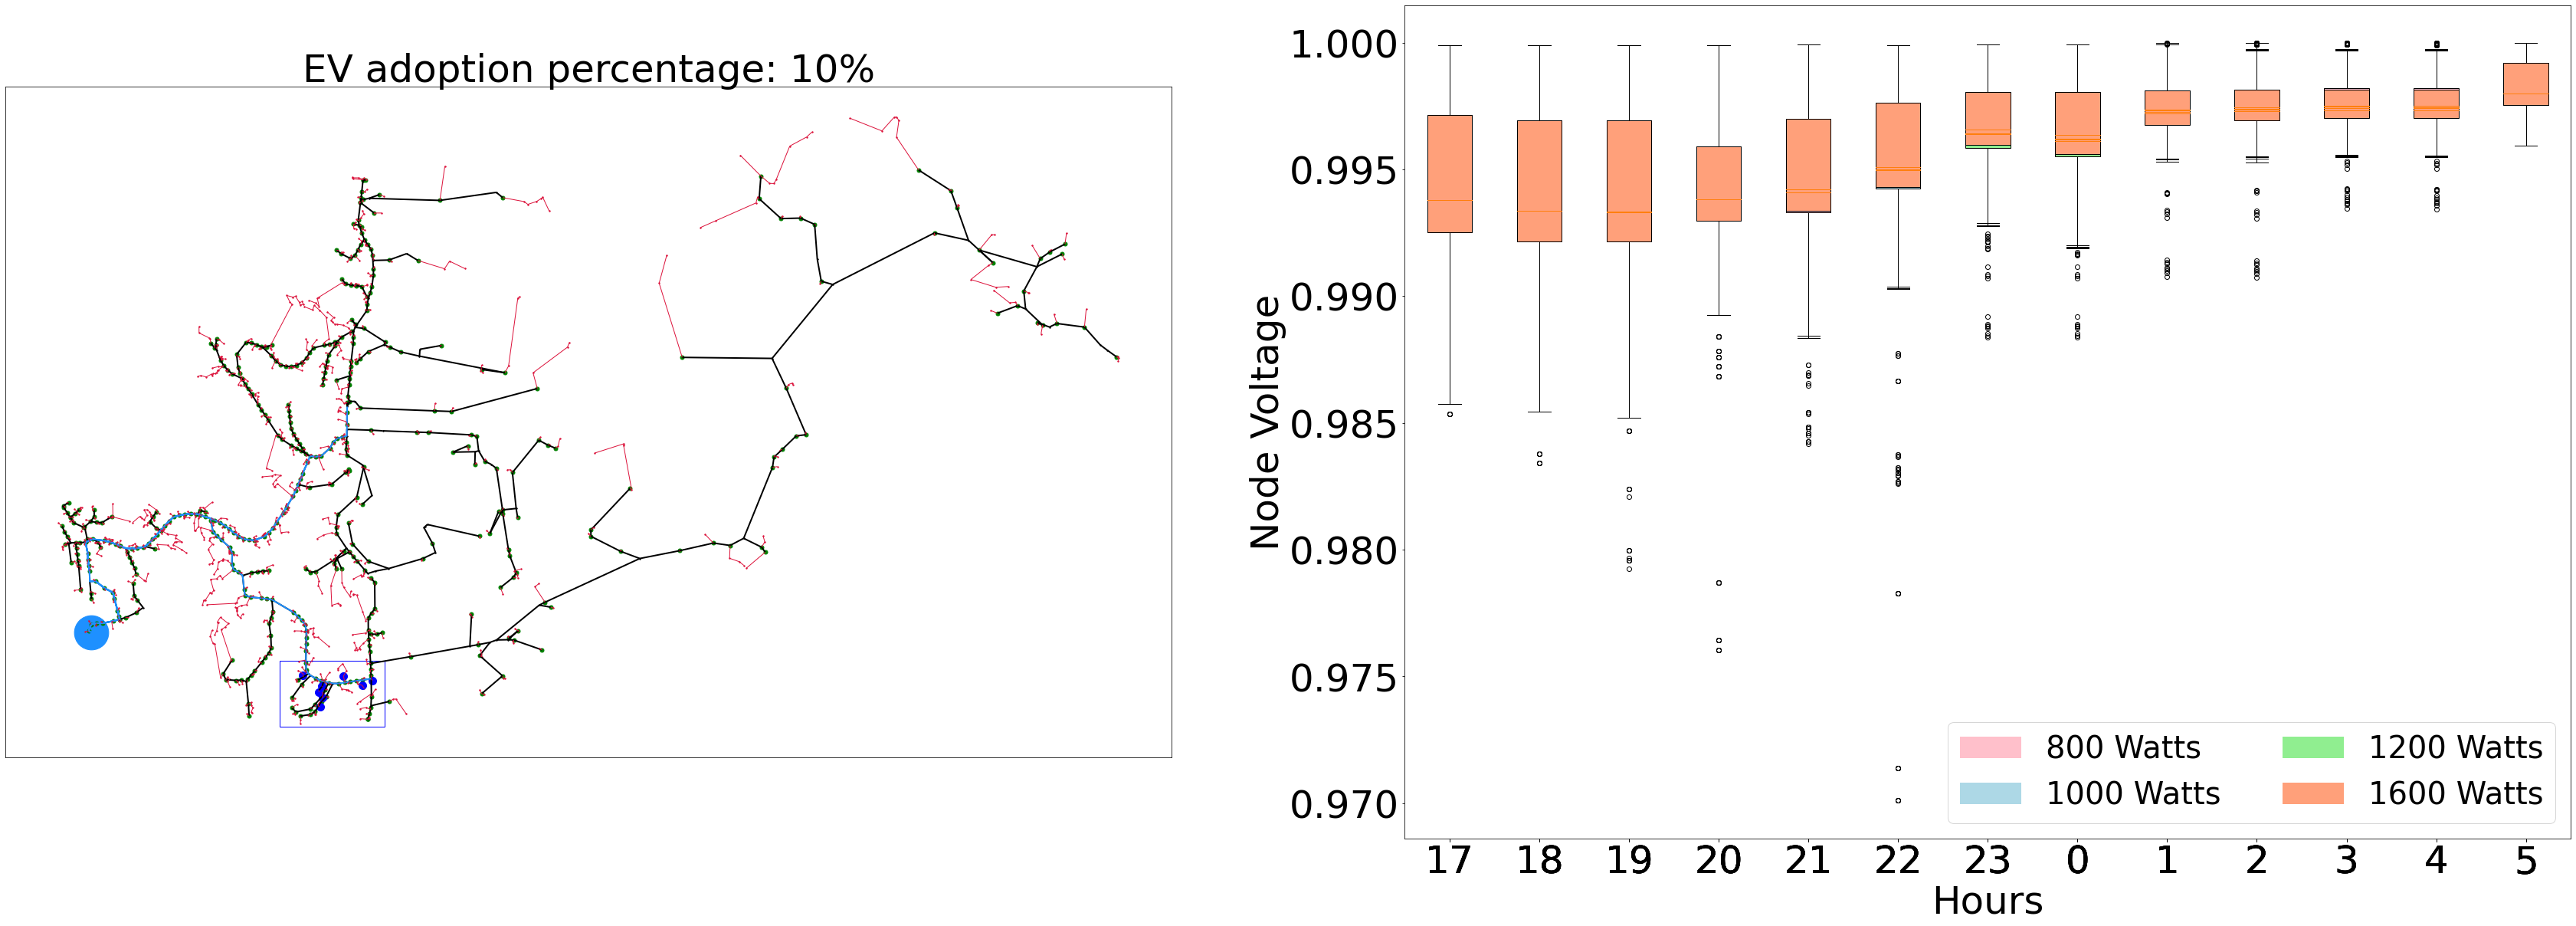 EV adoption percentage: 10%
1.000
0.995
0.990
0.985
0.980
0.975
0.970
Node Voltage
800 Watts
1000 Watts
1200 Watts
1600 Watts
17 18 19 20 21 22 23 0 1 2 3 4 5
Hours